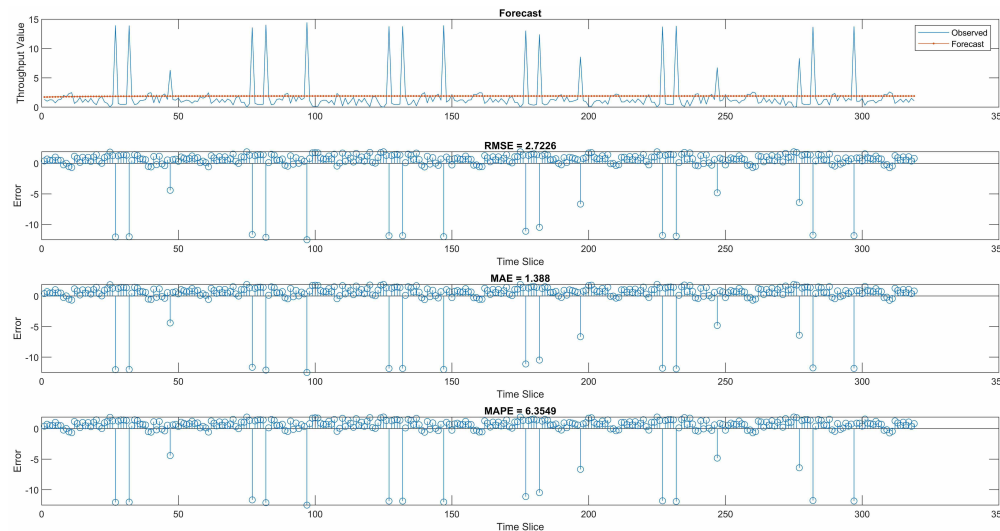 Forecast
Throughput Value
15
10
5
0
0 50 100 150 200 250 300 350
Observed
Forecast
RMSE = 2.7226
Error
0
-5
-10
0 50 100 150 200 250 300 350
Time Slice
MAE = 1.388
Error
0
-5
-10
0 50 100 150 200 250 300 350
Time Slice
MAPE = 6.3549
Error
0
-5
-10
0 50 100 150 200 250 300 350
Time Slice